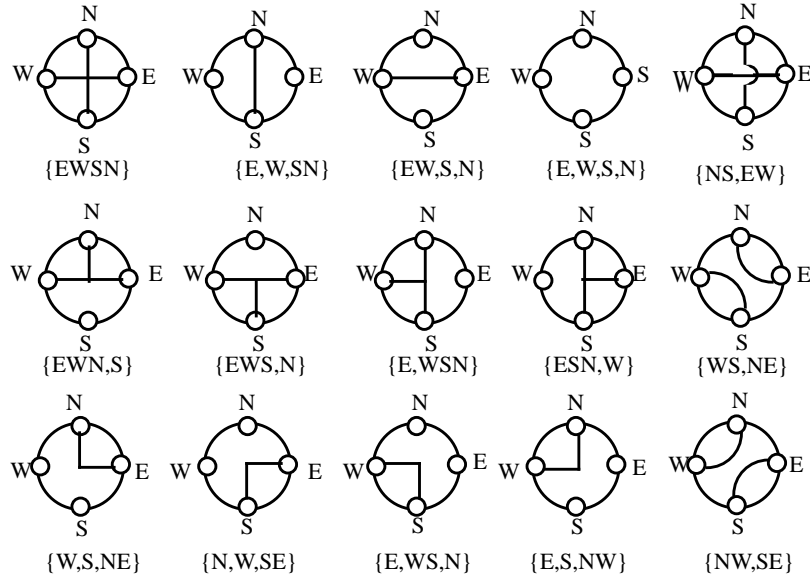 N N N N N
W E W E W E W S W E
S S S S S
{EWSN} {E,W,SN} {EW,S,N} {E,W,S,N} {NS,EW}
N N N N N
W E W E W E W E W E
S S S S S
{EWN,S} {EWS,N} {E,WSN} {ESN,W} {WS,NE}
N N N N N
W E W E W E W E W E
S S S S S
{W,S,NE} {N,W,SE} {E,WS,N} {E,S,NW} {NW,SE}